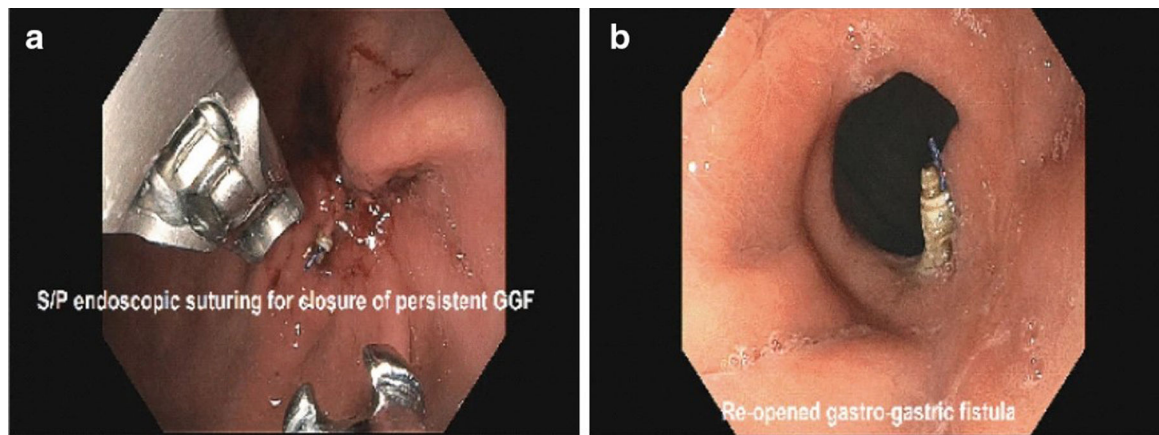 a
b
S/P endoscopic suturing for closure of persistent GGF
Re-opened gastro-gastric fistula